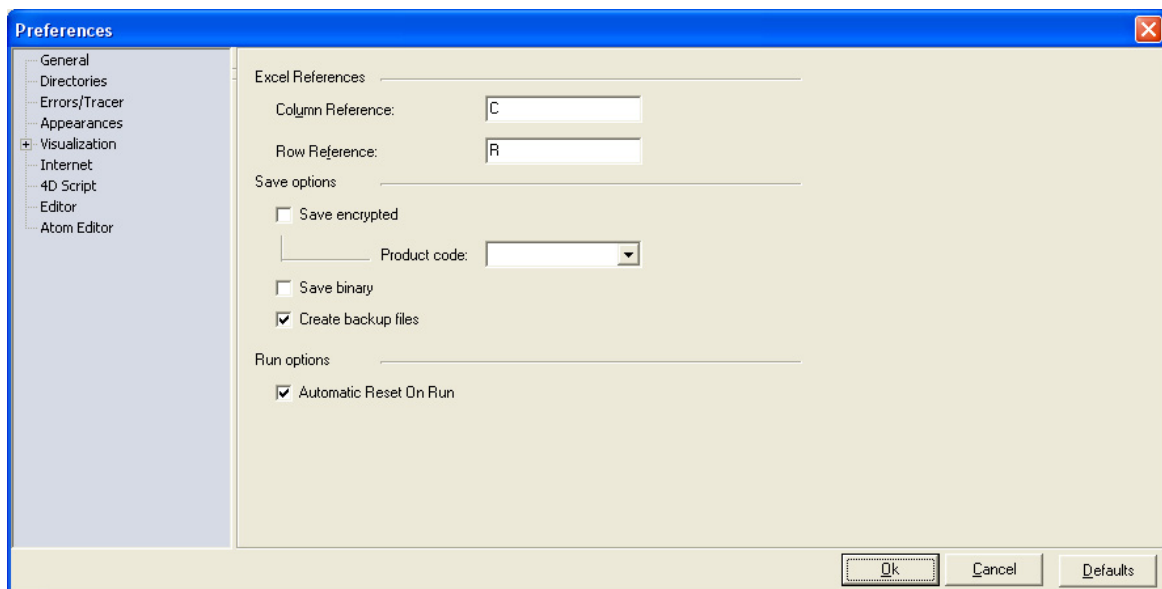 Preferences
General
Directories
Errors/Tracer
Appearances
Visualization
Internet
4D Script
Editor
Atom Editor
Excel References
Column Reference: C
Row Reference: R
Save options
Save encrypted
Product code:
Save binary
Create backup files
Run options
Automatic Reset On Run
Ok Cancel Defaults